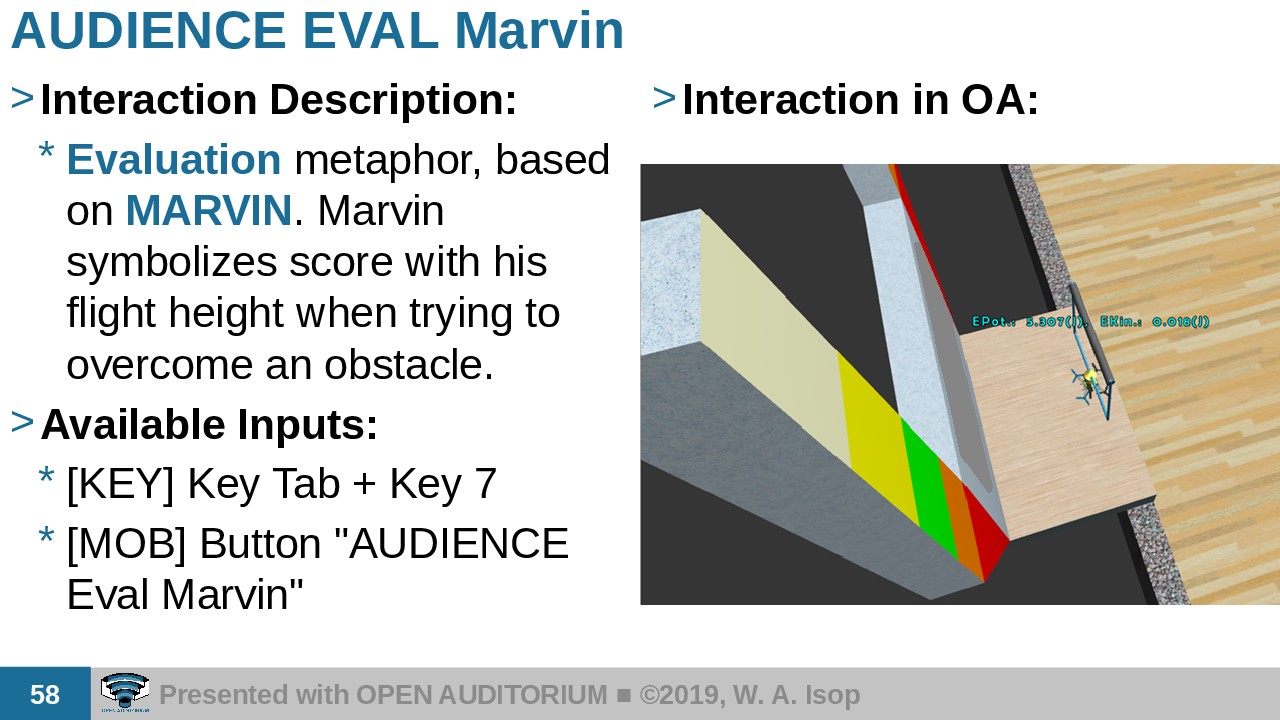 AUDIENCE EVAL Marvin
> Interaction Description:
* Evaluation metaphor, based
on MARVIN. Marvin
symbolizes score with his
flight height when trying to
overcome an obstacle.
> Available Inputs:
* [KEY] Key Tab + Key 7
* [MOB] Button "AUDIENCE
Eval Marvin"
> Interaction in OA:
EPot.: 5.307(J), EKin.: 0.018(J)
58
OPEN AUDITORIUM
Presented with OPEN AUDITORIUM ■ ©2019, W. A. Isop